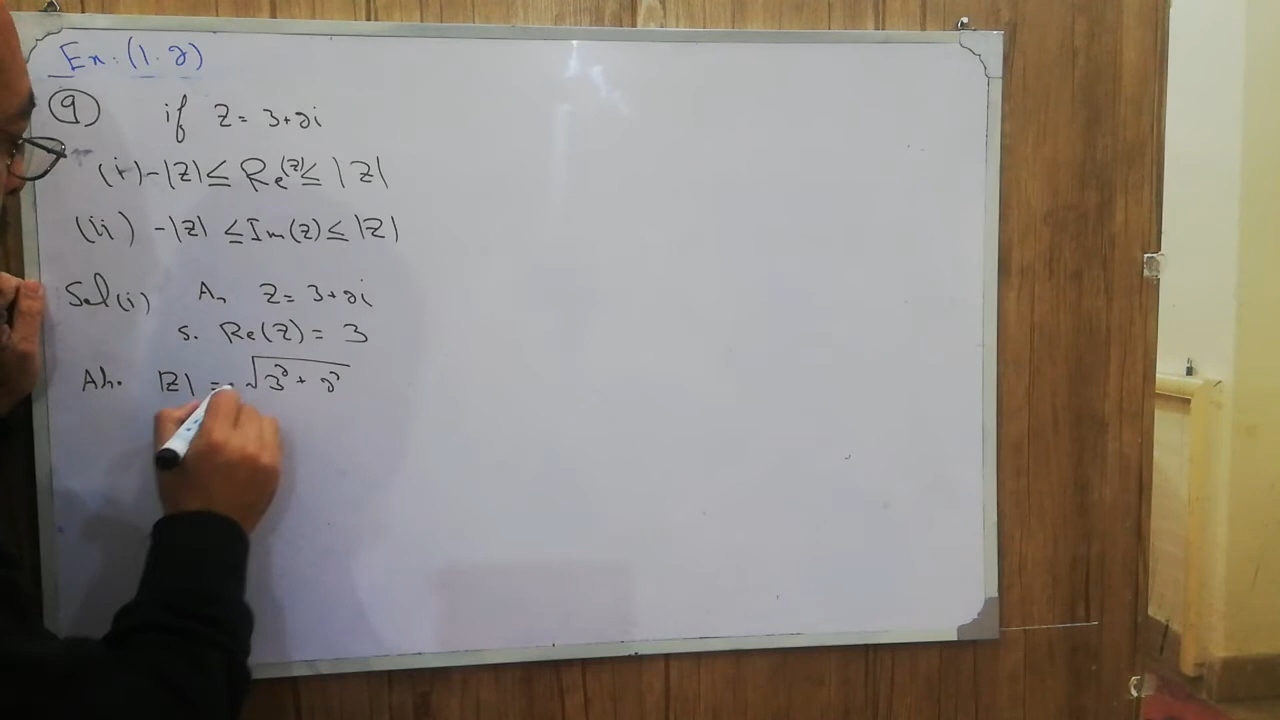 Ex: (1.2)
9 if Z = 3+2i
(i) -|Z| ≤ Re(Z) ≤ |Z|
(ii) -|Z| ≤ Im(Z) ≤ |Z|
Sol(i) As Z = 3+2i
so Re(Z) = 3
Also |Z| = √3²+2²